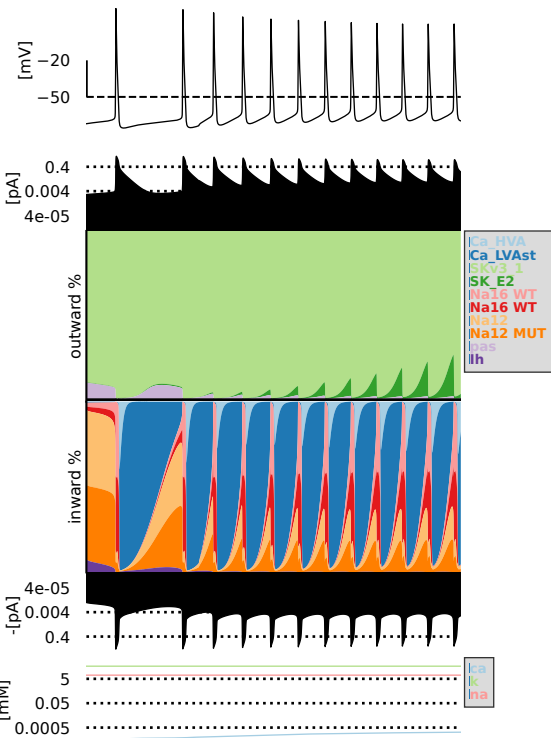 [mV]
−20
−50
[pA]
0.4
0.004
4e-05
outward %
Ca_HVA
Ca_LVAst
SKv3_1
SK_E2
Na16 WT
Na16 WT
Na12
Na12 MUT
pas
Ih
inward %
-[pA]
4e-05
0.004
0.4
[mM]
5
0.05
0.0005
ca
k
na